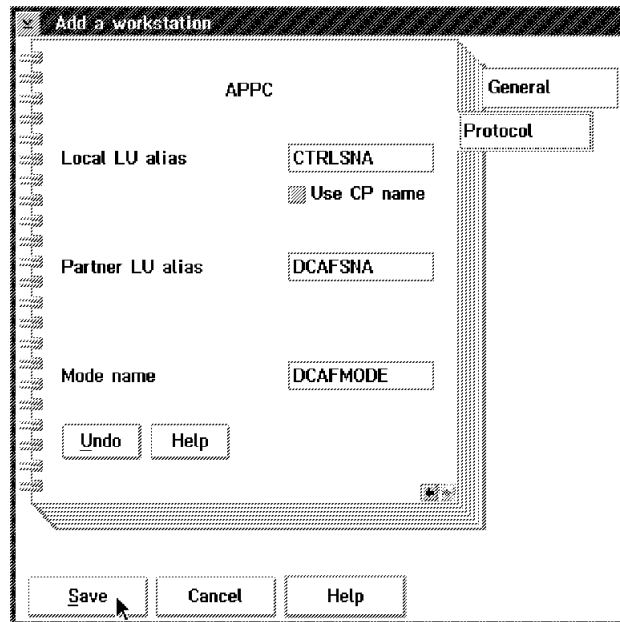 Add a workstation
APPC
General
Protocol
Local LU alias CTRLSNA
Use CP name
Partner LU alias DCAFSNA
Mode name DCAFMODE
Undo Help
Save Cancel Help